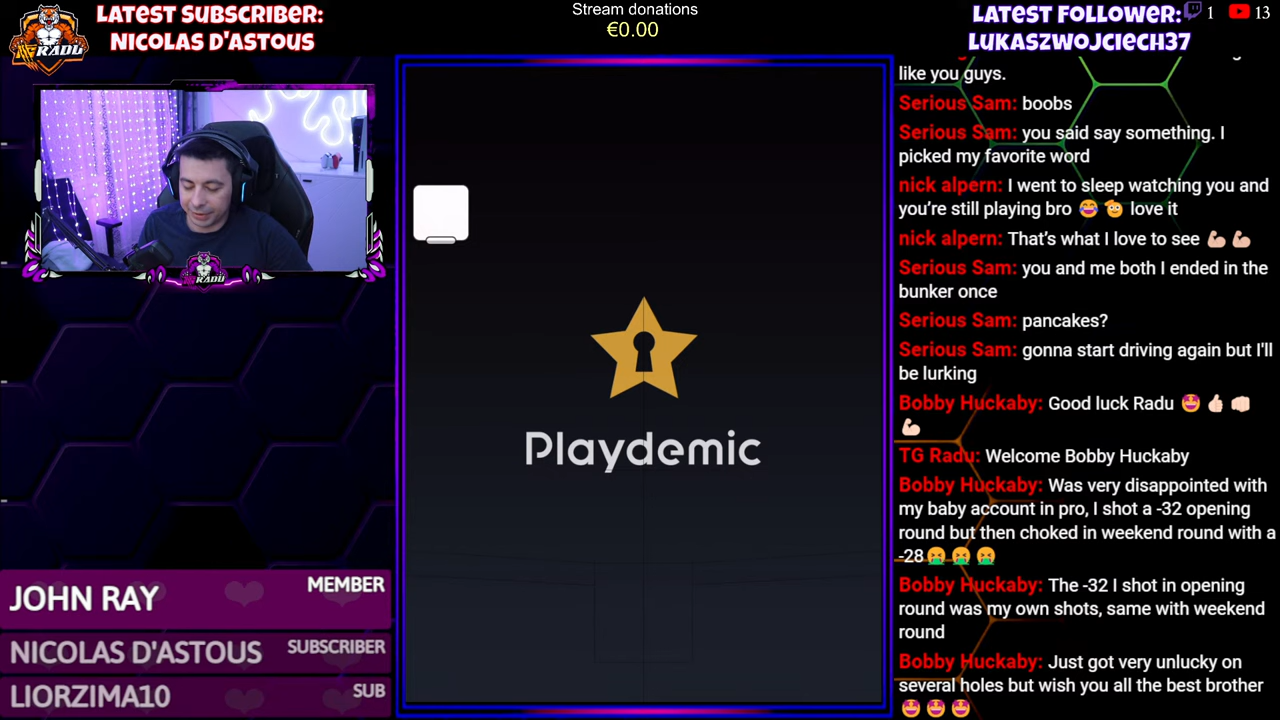 LATEST SUBSCRIBER:
NICOLAS D'ASTOUS
RADU
Stream donations
€0.00
LATEST FOLLOWER:
1
13
LUKASZWOJCIECH37
Playdemic
RADU
JOHN RAY
MEMBER
NICOLAS D'ASTOUS
SUBSCRIBER
LIORZIMA10
SUB
like you guys.
Serious Sam: boobs
Serious Sam: you said say something. I
picked my favorite word
nick alpern: I went to sleep watching you and
you’re still playing bro 😂 🫡 love it
nick alpern: That’s what I love to see 💪🏼 💪🏼
Serious Sam: you and me both I ended in the
bunker once
Serious Sam: pancakes?
Serious Sam: gonna start driving again but I'll
be lurking
Bobby Huckaby: Good luck Radu 🤩 👍🏻 👊🏻
💪🏻
TG Radu: Welcome Bobby Huckaby
Bobby Huckaby: Was very disappointed with
my baby account in pro, I shot a -32 opening
round but then choked in weekend round with a
-28 🤮 🤮 🤮
Bobby Huckaby: The -32 I shot in opening
round was my own shots, same with weekend
round
Bobby Huckaby: Just got very unlucky on
several holes but wish you all the best brother
🤩 🤩 🤩